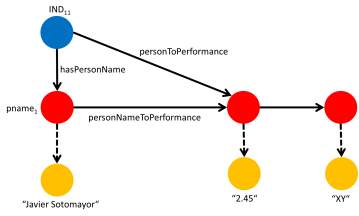 IND11
personToPerformance
hasPersonName
pname1
personNameToPerformance
“Javier Sotomayor”
“2.45”
“XY”